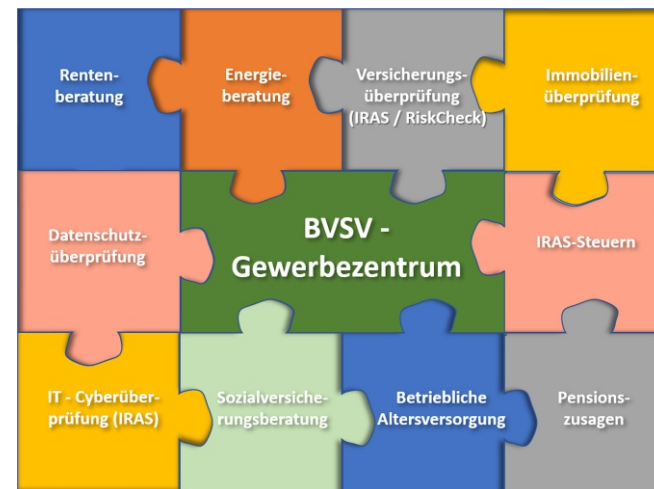 Renten-
beratung
Energie-
beratung
Versicherungs-
überprüfung
(IRAS / RiskCheck)
Immobilien-
überprüfung
Datenschutz-
überprüfung
BVSV -
Gewerbezentrum
IRAS-Steuern
IT - Cyberüber-
prüfung (IRAS)
Sozialversiche-
rungsberatung
Betriebliche
Altersversorgung
Pensions-
zusagen